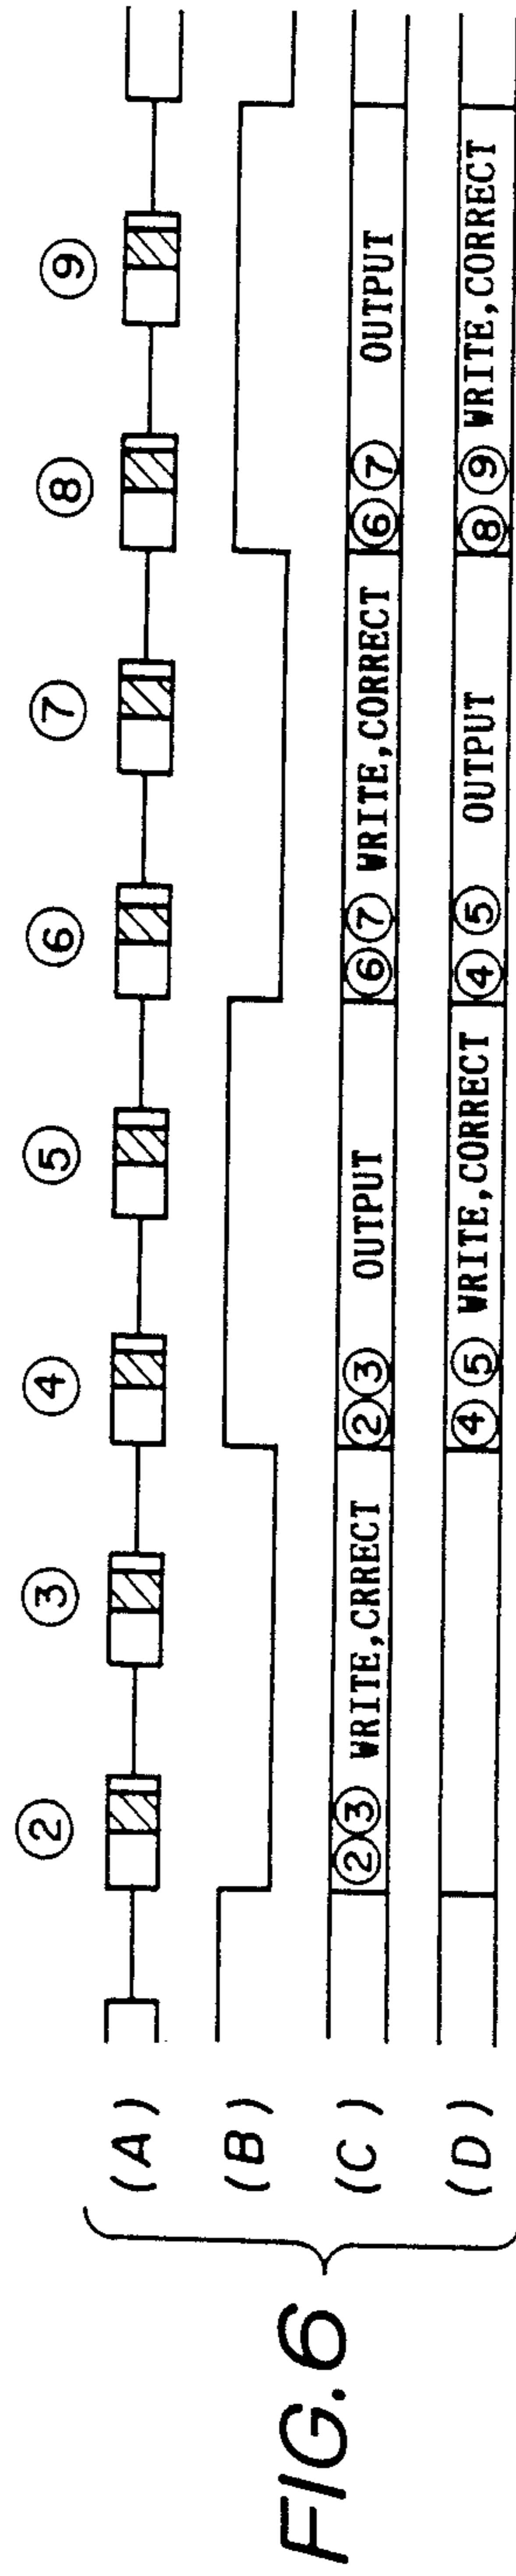 ② ③ ④ ⑤ ⑥ ⑦ ⑧ ⑨
(A)
(B)
(C) ②③ WRITE,CRRECT ②③ OUTPUT ⑥⑦ WRITE,CORRECT ⑥⑦ OUTPUT
(D) ④⑤ WRITE,CORRECT ④⑤ OUTPUT ⑧⑨ WRITE,CORRECT
FIG.6